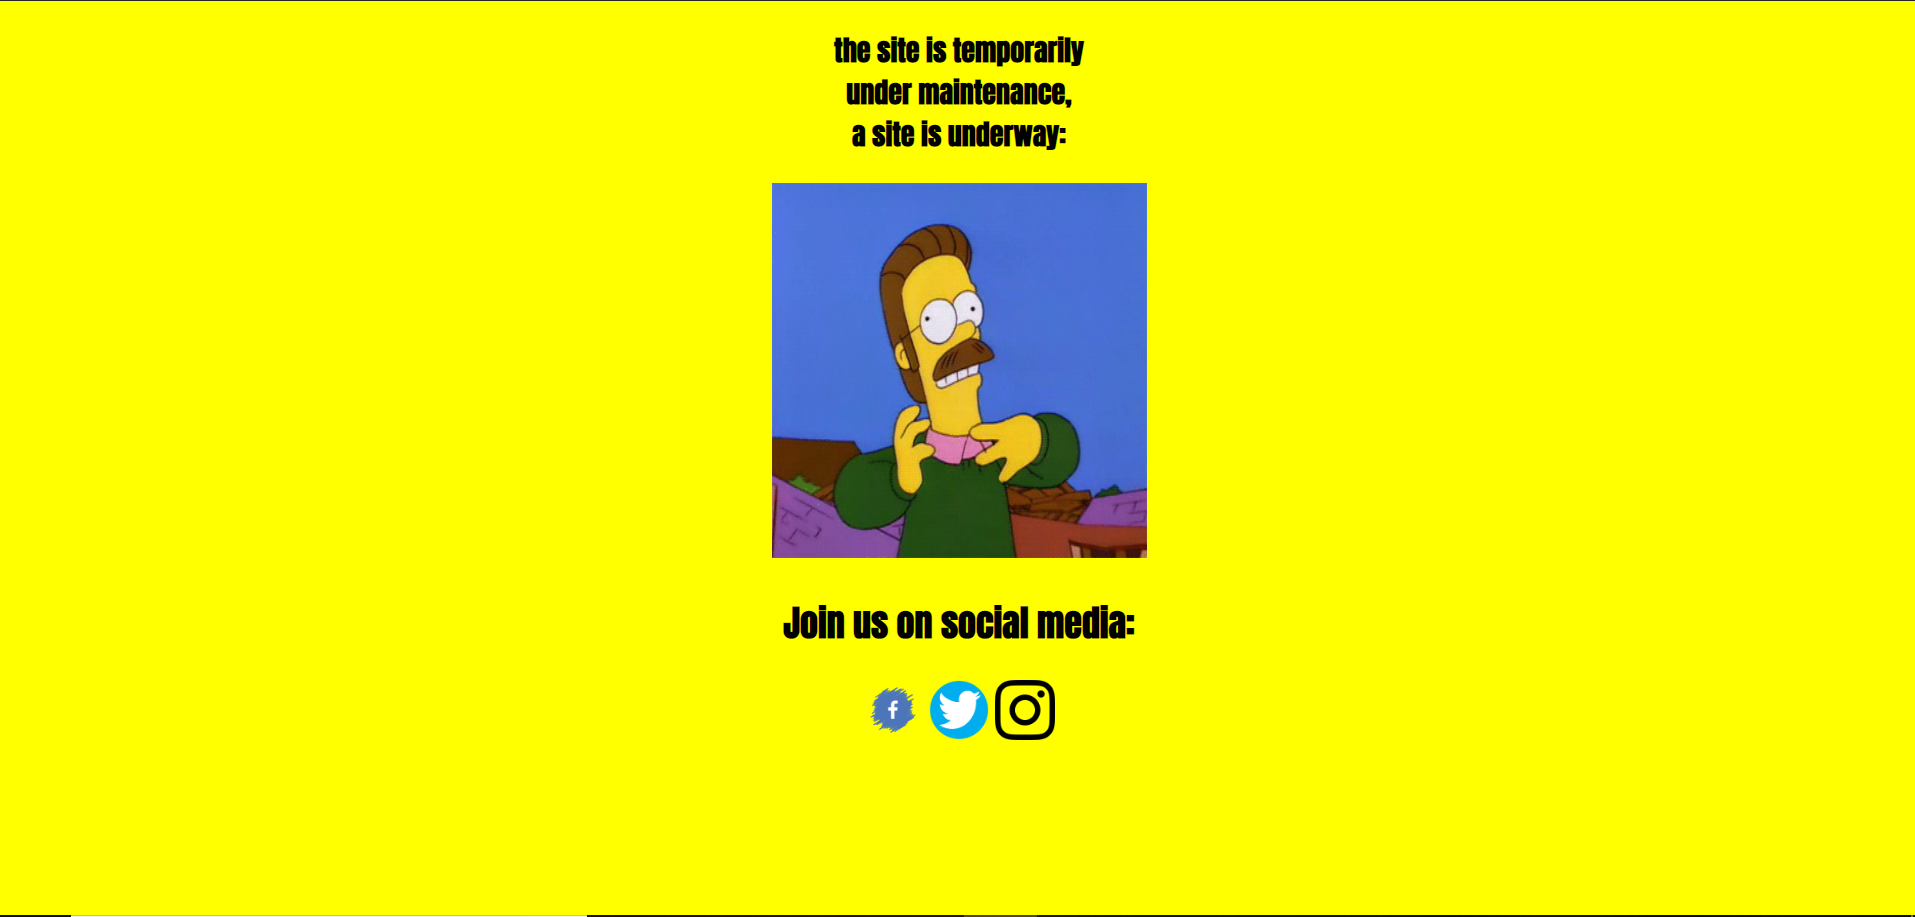 the site is temporarily
under maintenance,
a site is underway:
Join us on social media:
f